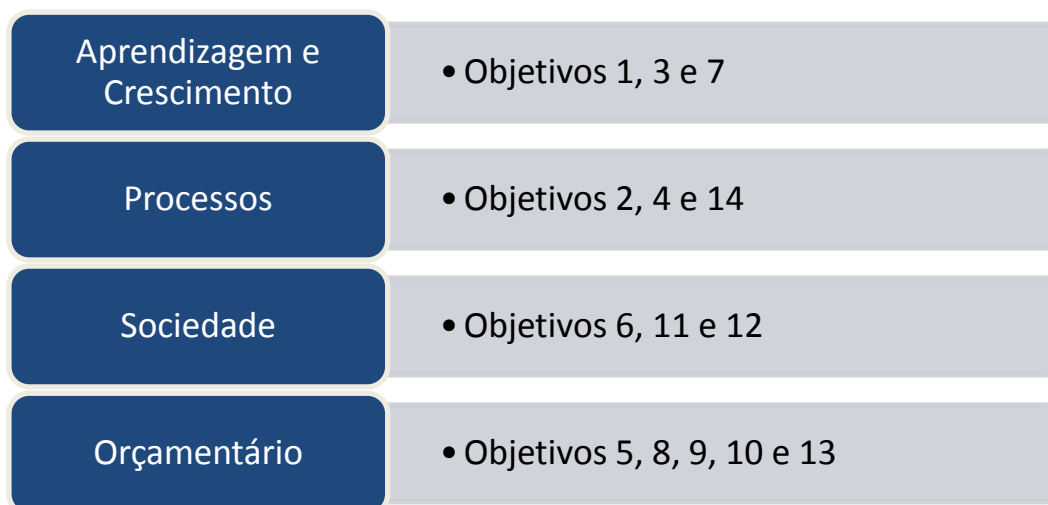 Aprendizagem e
Crescimento
• Objetivos 1, 3 e 7
Processos
• Objetivos 2, 4 e 14
Sociedade
• Objetivos 6, 11 e 12
Orçamentário
• Objetivos 5, 8, 9, 10 e 13